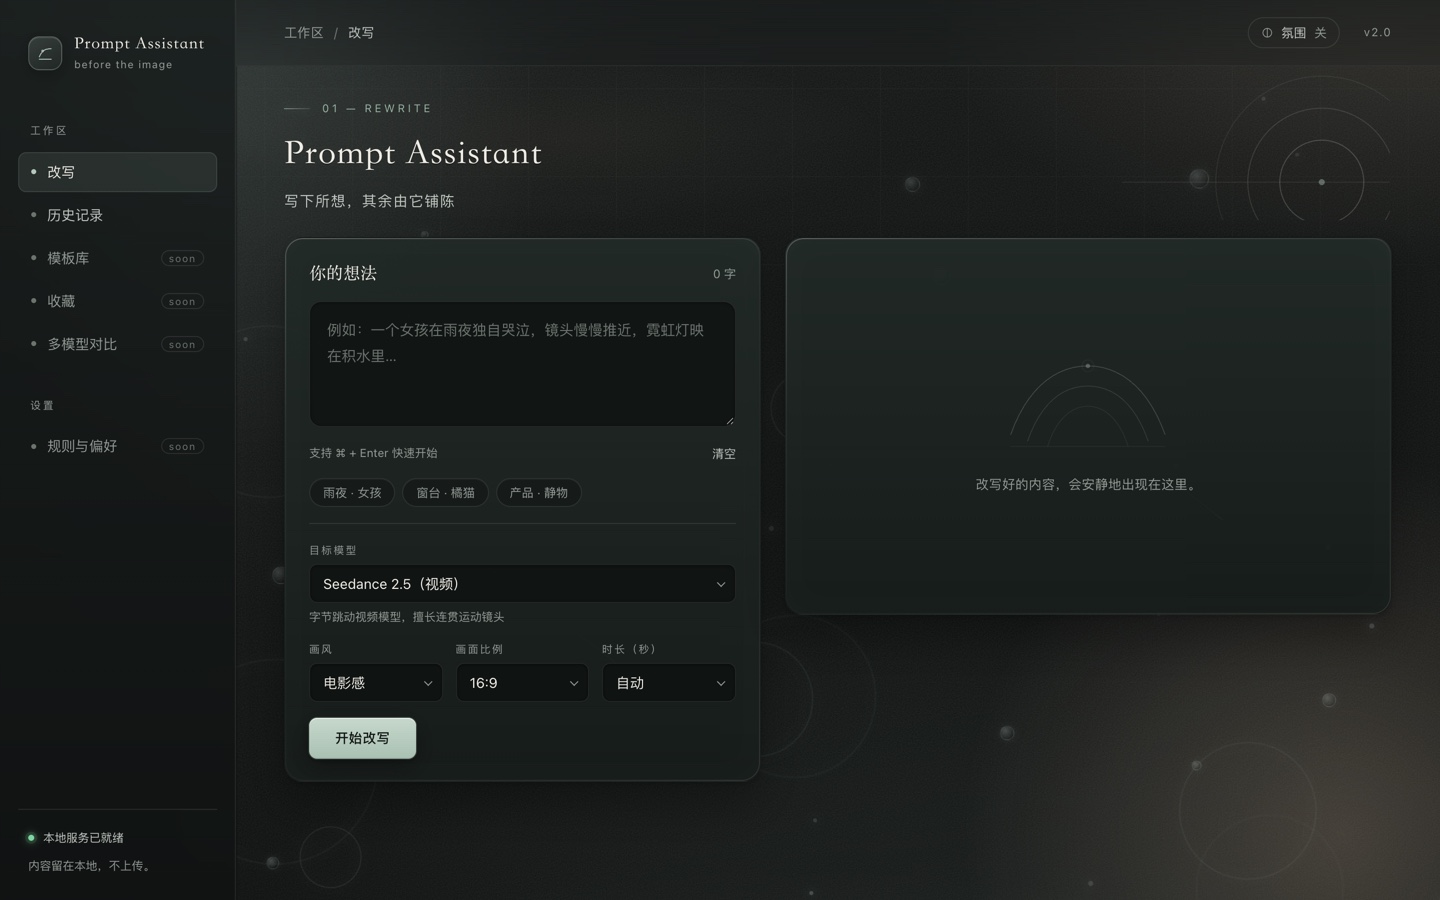 Prompt Assistant
before the image
工作区
改写
历史记录
模板库 soon
收藏 soon
多模型对比 soon
设置
规则与偏好 soon
本地服务已就绪
内容留在本地，不上传。
工作区 / 改写
氛围 关
v2.0
01 — REWRITE
Prompt Assistant
写下所想，其余由它铺陈
你的想法
0 字
例如：一个女孩在雨夜独自哭泣，镜头慢慢推近，霓虹灯映
在积水里...
支持 ⌘ + Enter 快速开始
清空
雨夜 · 女孩
窗台 · 橘猫
产品 · 静物
目标模型
Seedance 2.5（视频）
字节跳动视频模型，擅长连贯运动镜头
画风
画面比例
时长（秒）
电影感
16:9
自动
开始改写
改写好的内容，会安静地出现在这里。